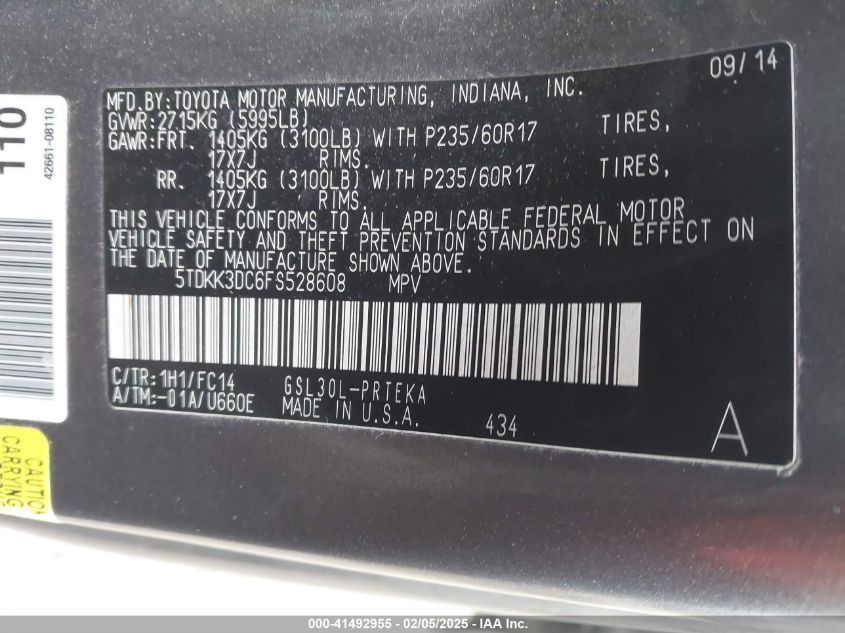 09/14
MFD.BY:TOYOTA MOTOR MANUFACTURING, INDIANA, INC.
GVWR:2715KG (5995LB)
GAWR:FRT. 1405KG (3100LB) WITH P235/60R17 TIRES,
17X7J RIMS.
RR. 1405KG (3100LB) WITH P235/60R17 TIRES,
17X7J RIMS.
THIS VEHICLE CONFORMS TO ALL APPLICABLE FEDERAL MOTOR
VEHICLE SAFETY AND THEFT PREVENTION STANDARDS IN EFFECT ON
THE DATE OF MANUFACTURE SHOWN ABOVE.
5TDKK3DC6FS528608 MPV
C/TR:1H1/FC14 GSL30L-PRTEKA
A/TM:-01A/U660E MADE IN U.S.A. 434
A
110
42661-08110
CAUTION
CARRYING
000-41492955 - 02/05/2025 - IAA Holdings, LLC.